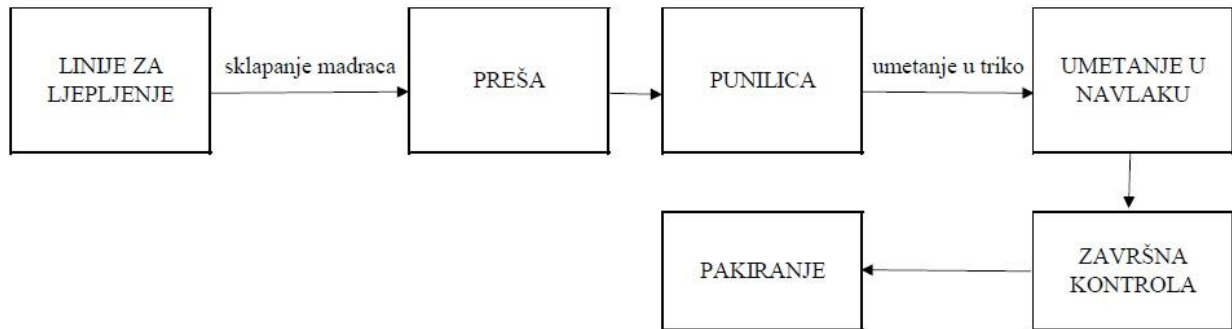 LINIJE ZA
LJEPLJENJE
sklapanje madraca
PREŠA
PUNILICA
umetanje u triko
UMETANJE U
NAVLAKU
ZAVRŠNA
KONTROLA
PAKIRANJE